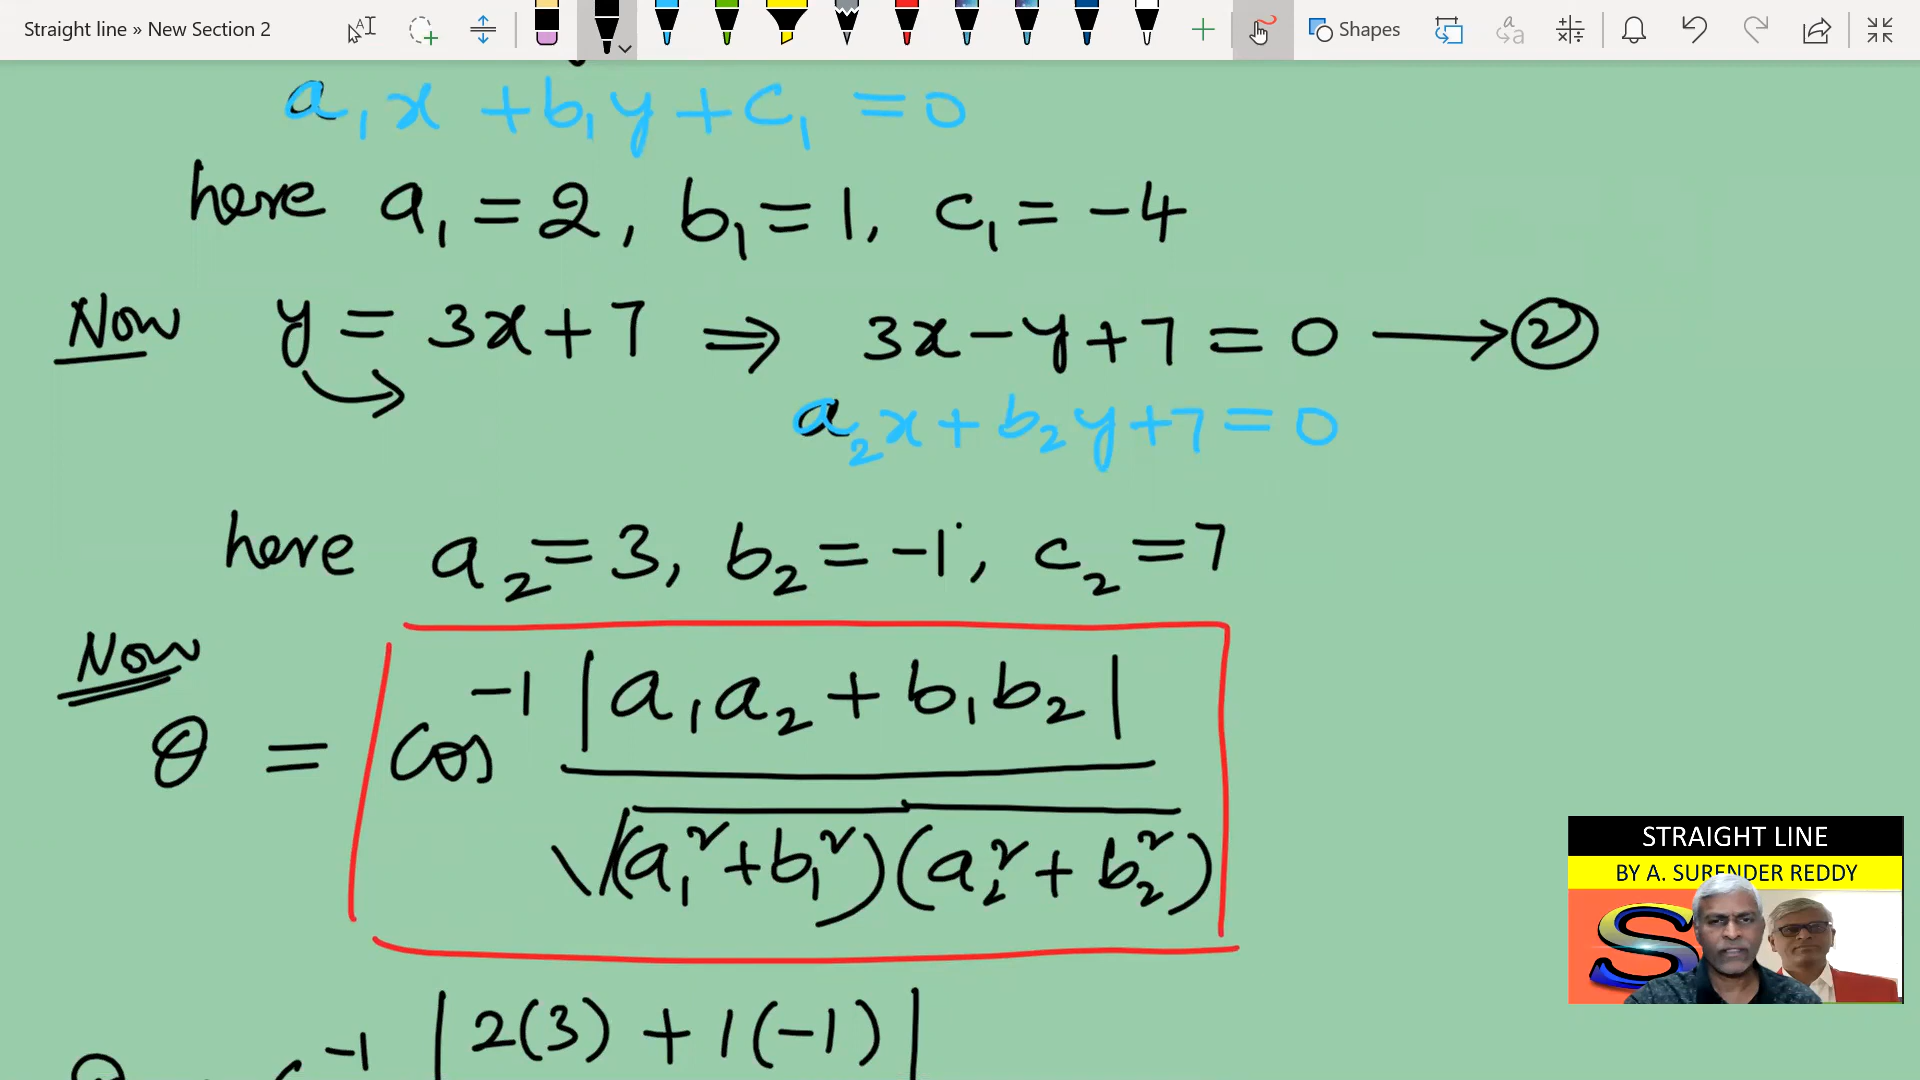 Straight line » New Section 2
Shapes
a₁x + b₁y + c₁ = 0
here a₁ = 2, b₁ = 1, c₁ = -4
Now y = 3x + 7 ⇒ 3x - y + 7 = 0 ⟶ ②
a₂x + b₂y + 7 = 0
here a₂ = 3, b₂ = -1, c₂ = 7
Now
θ = cos⁻¹ |a₁a₂ + b₁b₂| / √(a₁² + b₁²)(a₂² + b₂²)
|2(3) + 1(-1)|
STRAIGHT LINE
BY A. SURENDER REDDY
S